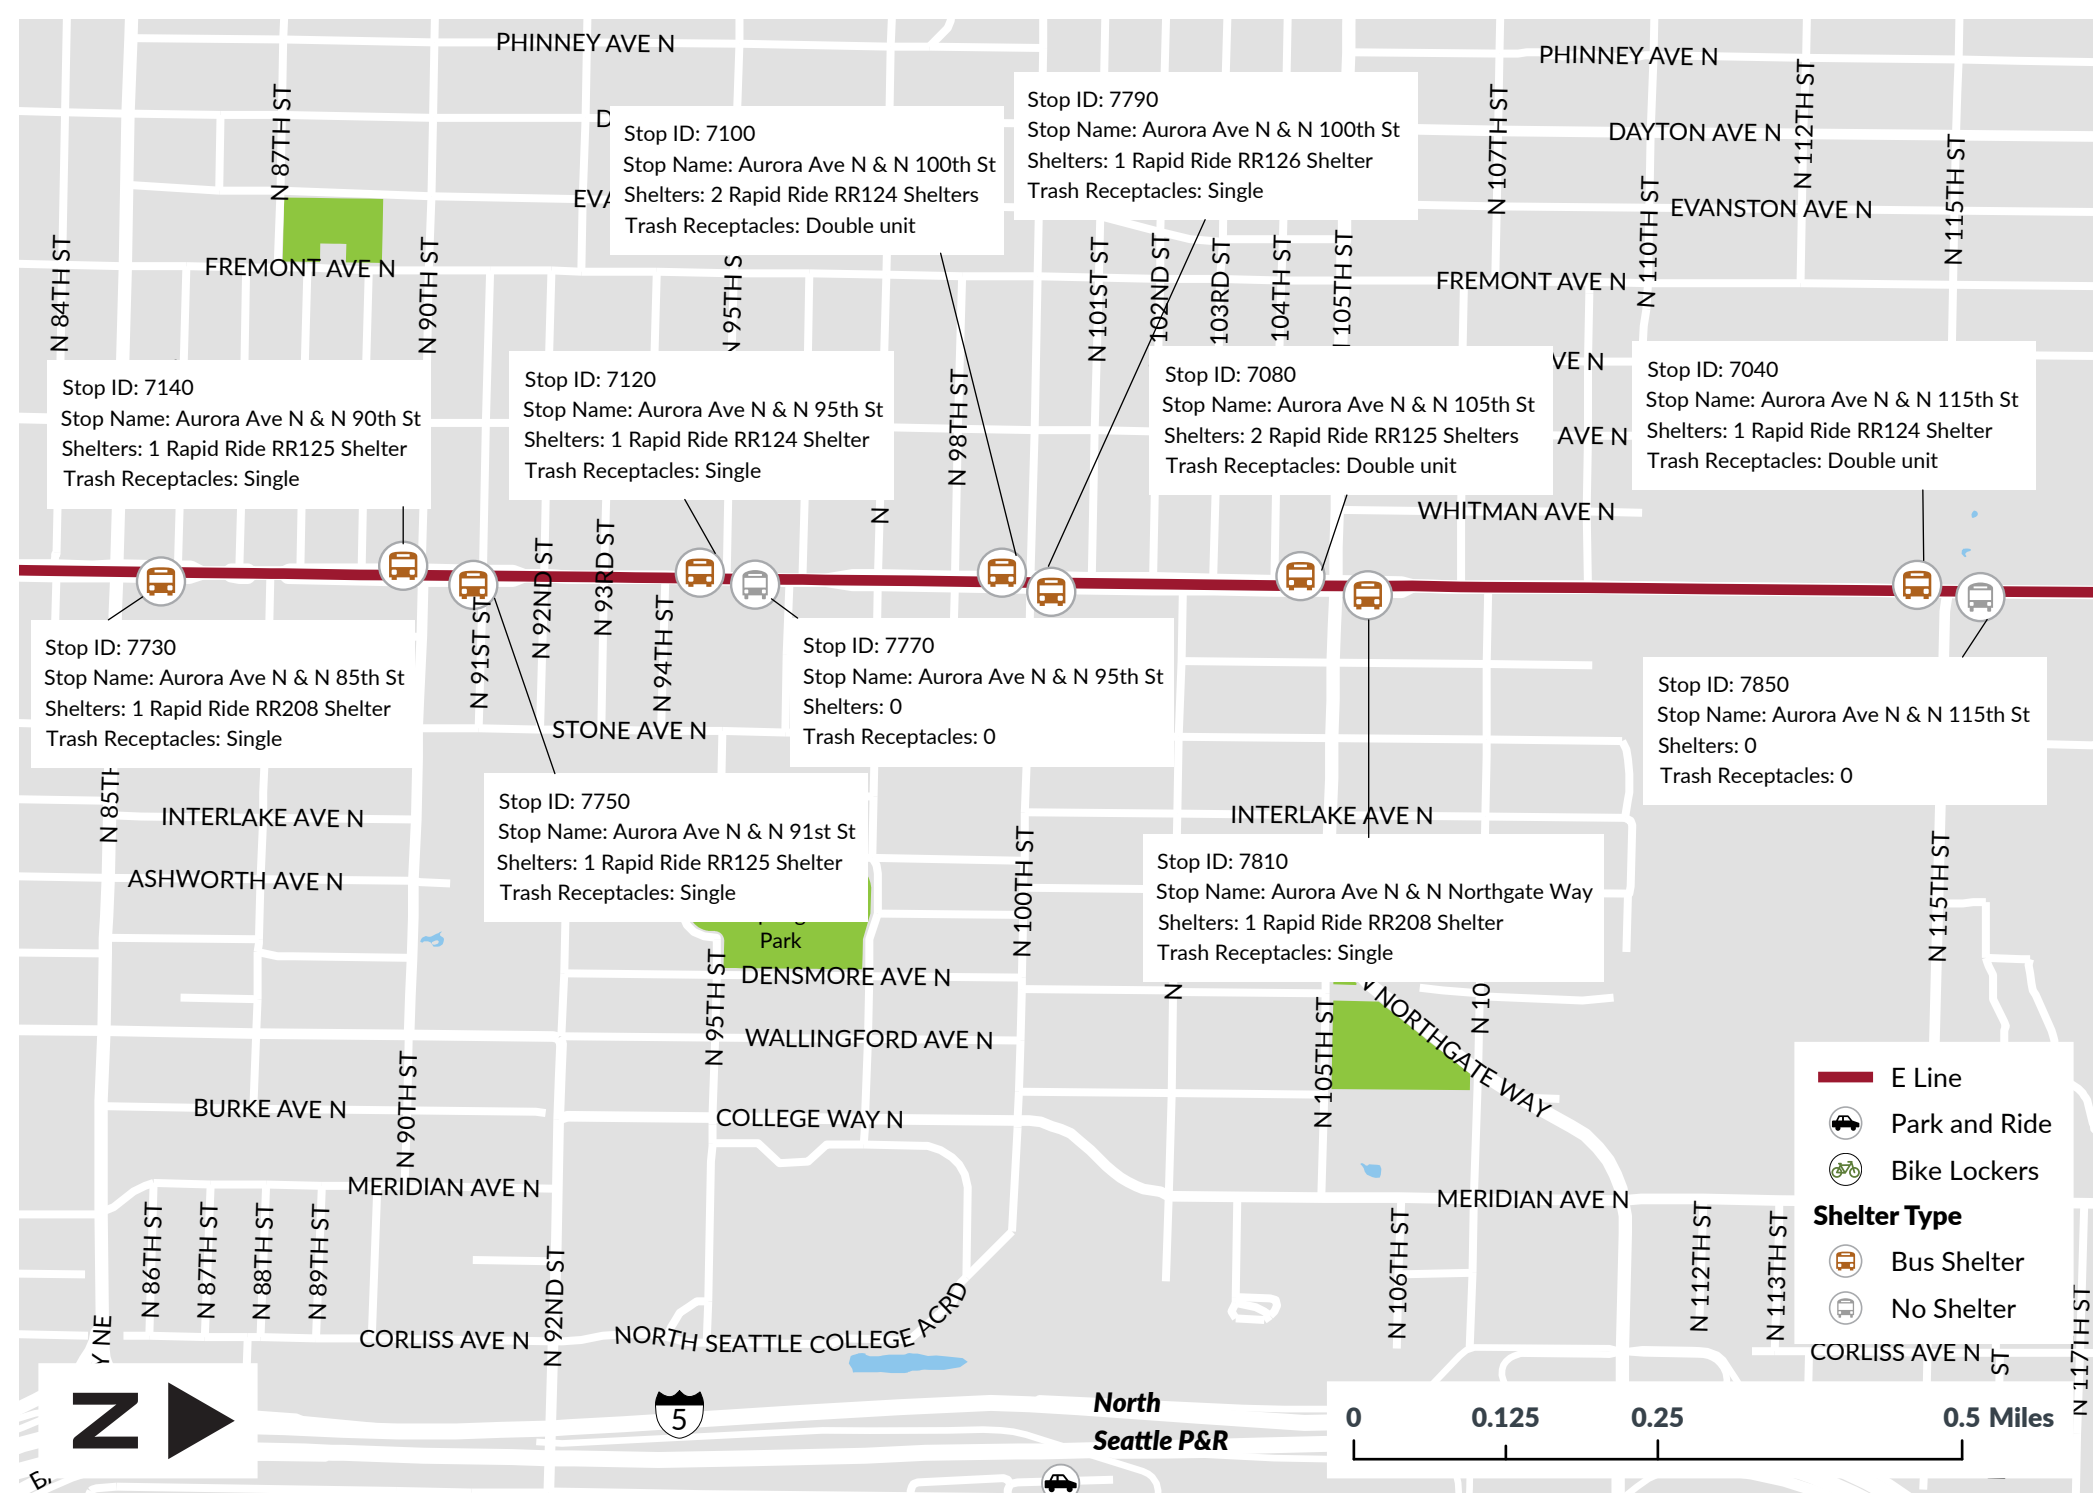 PHINNEY AVE N
PHINNEY AVE N
N 87TH ST
N 107TH ST
N 112TH ST
DAYTON AVE N
N 115TH ST
D
Stop ID: 7100
Stop Name: Aurora Ave N & N 100th St
Shelters: 2 Rapid Ride RR124 Shelters
Trash Receptacles: Double unit
Stop ID: 7790
Stop Name: Aurora Ave N & N 100th St
Shelters: 1 Rapid Ride RR126 Shelter
Trash Receptacles: Single
EVA
EVANSTON AVE N
N 110TH ST
N 84TH ST
FREMONT AVE N
N 90TH ST
N 95TH S
N 101ST ST
102ND ST
103RD ST
104TH ST
105TH ST
FREMONT AVE N
VE N
AVE N
Stop ID: 7140
Stop Name: Aurora Ave N & N 90th St
Shelters: 1 Rapid Ride RR125 Shelter
Trash Receptacles: Single
Stop ID: 7120
Stop Name: Aurora Ave N & N 95th St
Shelters: 1 Rapid Ride RR124 Shelter
Trash Receptacles: Single
N
N 98TH ST
Stop ID: 7080
Stop Name: Aurora Ave N & N 105th St
Shelters: 2 Rapid Ride RR125 Shelters
Trash Receptacles: Double unit
Stop ID: 7040
Stop Name: Aurora Ave N & N 115th St
Shelters: 1 Rapid Ride RR124 Shelter
Trash Receptacles: Double unit
WHITMAN AVE N
N 91ST ST
N 92ND ST
N 93RD ST
N 94TH ST
Stop ID: 7730
Stop Name: Aurora Ave N & N 85th St
Shelters: 1 Rapid Ride RR208 Shelter
Trash Receptacles: Single
STONE AVE N
Stop ID: 7770
Stop Name: Aurora Ave N & N 95th St
Shelters: 0
Trash Receptacles: 0
Stop ID: 7850
Stop Name: Aurora Ave N & N 115th St
Shelters: 0
Trash Receptacles: 0
N 85TH
INTERLAKE AVE N
ASHWORTH AVE N
Stop ID: 7750
Stop Name: Aurora Ave N & N 91st St
Shelters: 1 Rapid Ride RR125 Shelter
Trash Receptacles: Single
Park
N 100TH ST
INTERLAKE AVE N
Stop ID: 7810
Stop Name: Aurora Ave N & N Northgate Way
Shelters: 1 Rapid Ride RR208 Shelter
Trash Receptacles: Single
N 115TH ST
N 95TH ST
DENSMORE AVE N
WALLINGFORD AVE N
N
N 105TH ST
N NORTHGATE WAY
N 10
BURKE AVE N
N 90TH ST
COLLEGE WAY N
MERIDIAN AVE N
MERIDIAN AVE N
N 86TH ST
N 87TH ST
N 88TH ST
N 89TH ST
N 92ND ST
N 106TH ST
N 112TH ST
N 113TH ST
N 117TH ST
E Line
Park and Ride
Bike Lockers
Shelter Type
Bus Shelter
No Shelter
Y NE
CORLISS AVE N
NORTH SEATTLE COLLEGE ACRD
CORLISS AVE N
ST
N
5
North
Seattle P&R
0 0.125 0.25 0.5 Miles